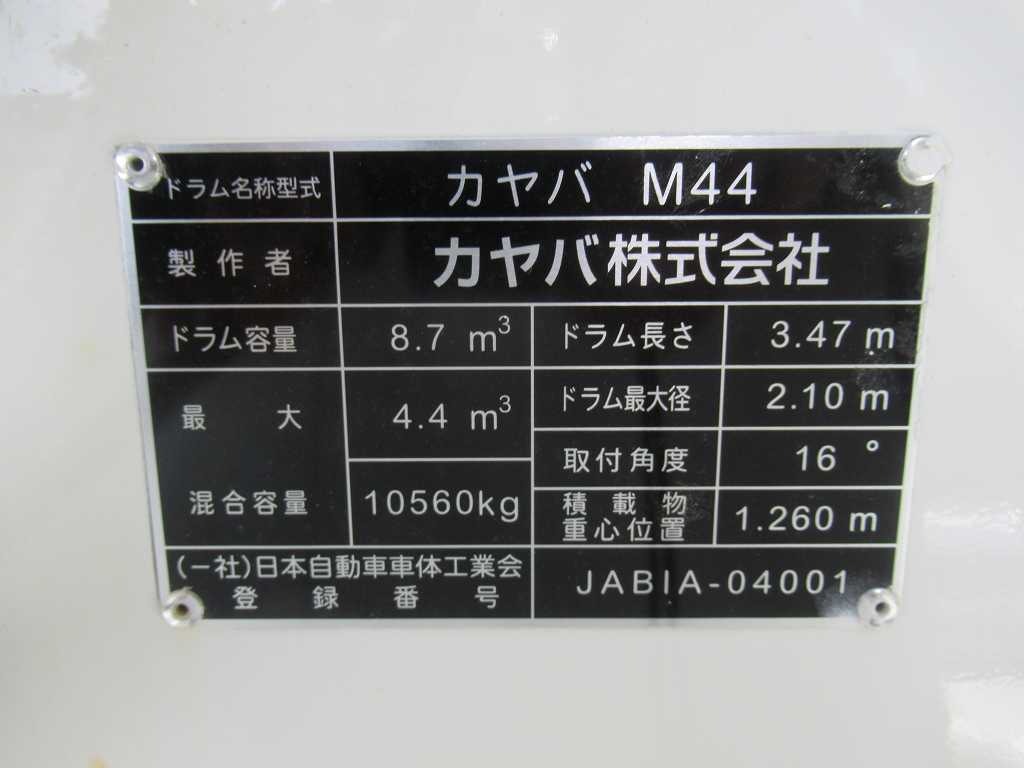 ドラム名称型式 カヤバ M44
製作者 カヤバ株式会社
ドラム容量 8.7 m³ ドラム長さ 3.47 m
最大 4.4 m³ ドラム最大径 2.10 m
取付角度 16°
混合容量 10560kg 積載物
重心位置 1.260 m
(一社)日本自動車車体工業会
登録番号 JABIA-04001